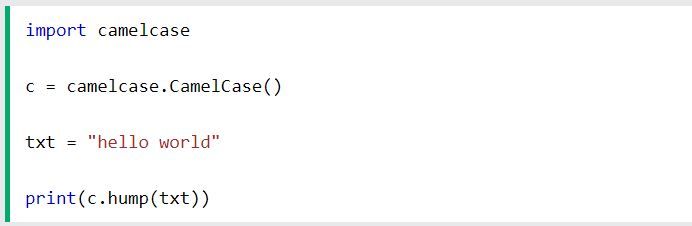 import camelcase
c = camelcase.CamelCase()
txt = "hello world"
print(c.hump(txt))